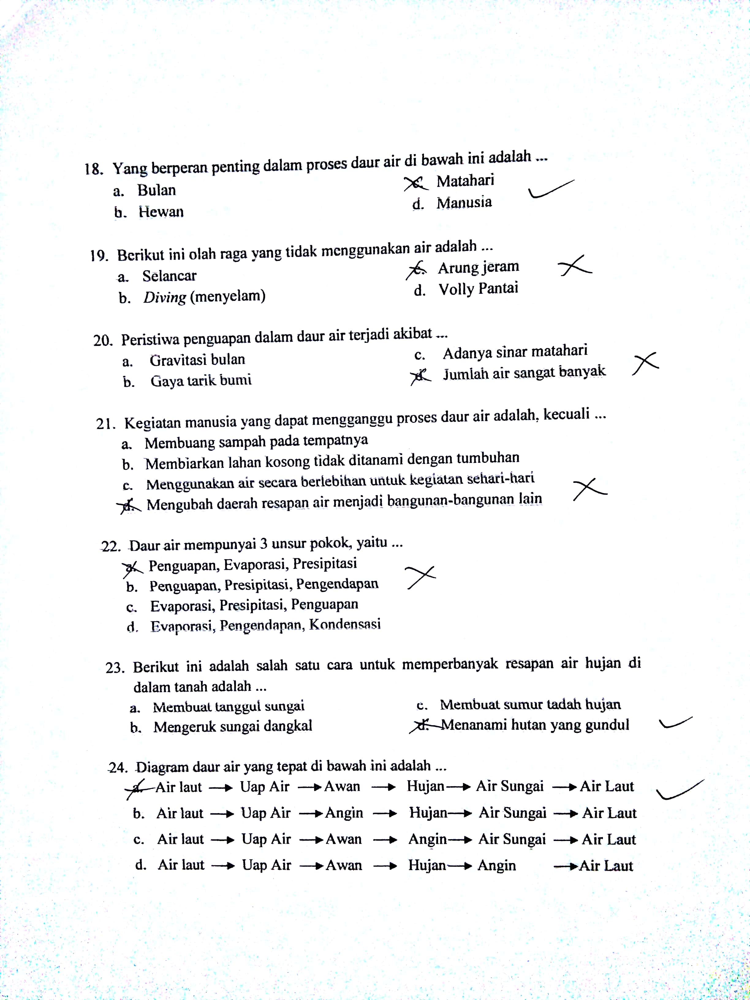 18. Yang berperan penting dalam proses daur air di bawah ini adalah ...
a. Bulan
b. Hewan
c. Matahari
d. Manusia
19. Berikut ini olah raga yang tidak menggunakan air adalah ...
a. Selancar
b. Diving (menyelam)
c. Arung jeram
d. Volly Pantai
20. Peristiwa penguapan dalam daur air terjadi akibat ...
a. Gravitasi bulan
b. Gaya tarik bumi
c. Adanya sinar matahari
d. Jumlah air sangat banyak
21. Kegiatan manusia yang dapat mengganggu proses daur air adalah, kecuali ...
a. Membuang sampah pada tempatnya
b. Membiarkan lahan kosong tidak ditanami dengan tumbuhan
c. Menggunakan air secara berlebihan untuk kegiatan sehari-hari
d. Mengubah daerah resapan air menjadi bangunan-bangunan lain
22. Daur air mempunyai 3 unsur pokok, yaitu ...
a. Penguapan, Evaporasi, Presipitasi
b. Penguapan, Presipitasi, Pengendapan
c. Evaporasi, Presipitasi, Penguapan
d. Evaporasi, Pengendapan, Kondensasi
23. Berikut ini adalah salah satu cara untuk memperbanyak resapan air hujan di
dalam tanah adalah ...
a. Membuat tanggul sungai
b. Mengeruk sungai dangkal
c. Membuat sumur tadah hujan
d. Menanami hutan yang gundul
24. Diagram daur air yang tepat di bawah ini adalah ...
a. Air laut → Uap Air → Awan → Hujan → Air Sungai → Air Laut
b. Air laut → Uap Air → Angin → Hujan → Air Sungai → Air Laut
c. Air laut → Uap Air → Awan → Angin → Air Sungai → Air Laut
d. Air laut → Uap Air → Awan → Hujan → Angin → Air Laut